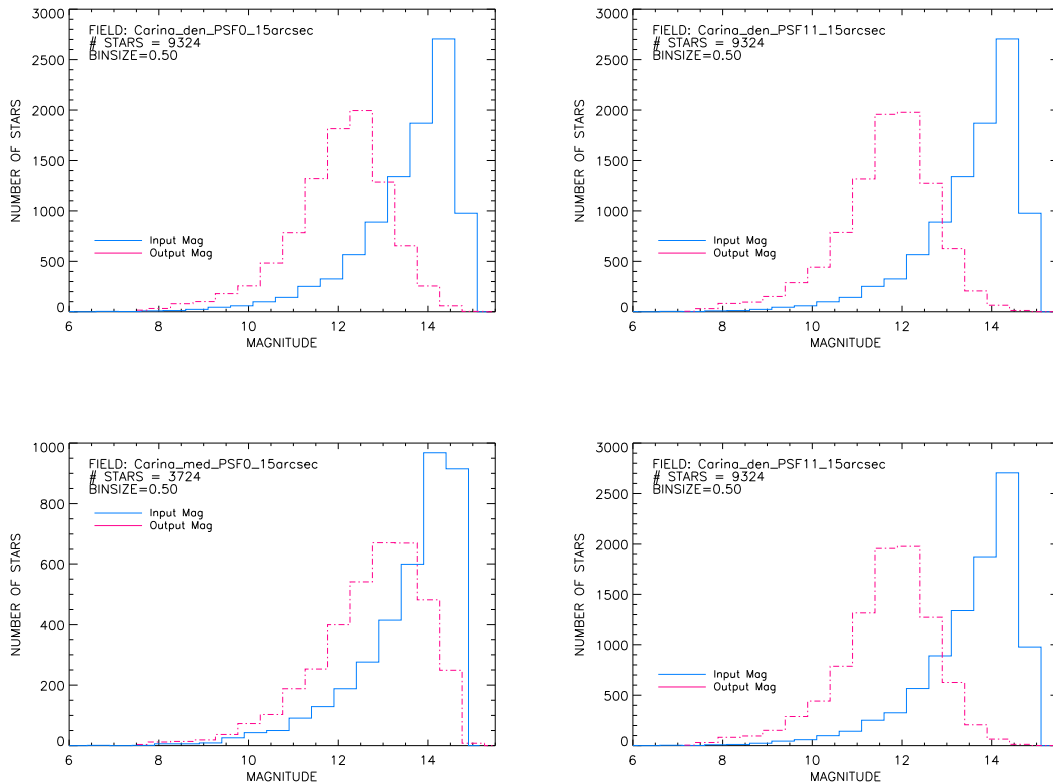 FIELD: Carina_den_PSF0_15arcsec
# STARS = 9324
BINSIZE=0.50
NUMBER OF STARS
3000
2500
2000
1500
1000
500
0
Input Mag
Output Mag
6 8 10 12 14
MAGNITUDE
FIELD: Carina_den_PSF11_15arcsec
# STARS = 9324
BINSIZE=0.50
NUMBER OF STARS
3000
2500
2000
1500
1000
500
0
Input Mag
Output Mag
6 8 10 12 14
MAGNITUDE
FIELD: Carina_med_PSF0_15arcsec
# STARS = 3724
BINSIZE=0.50
NUMBER OF STARS
1000
800
600
400
200
0
Input Mag
Output Mag
6 8 10 12 14
MAGNITUDE
FIELD: Carina_den_PSF11_15arcsec
# STARS = 9324
BINSIZE=0.50
NUMBER OF STARS
3000
2500
2000
1500
1000
500
0
Input Mag
Output Mag
6 8 10 12 14
MAGNITUDE